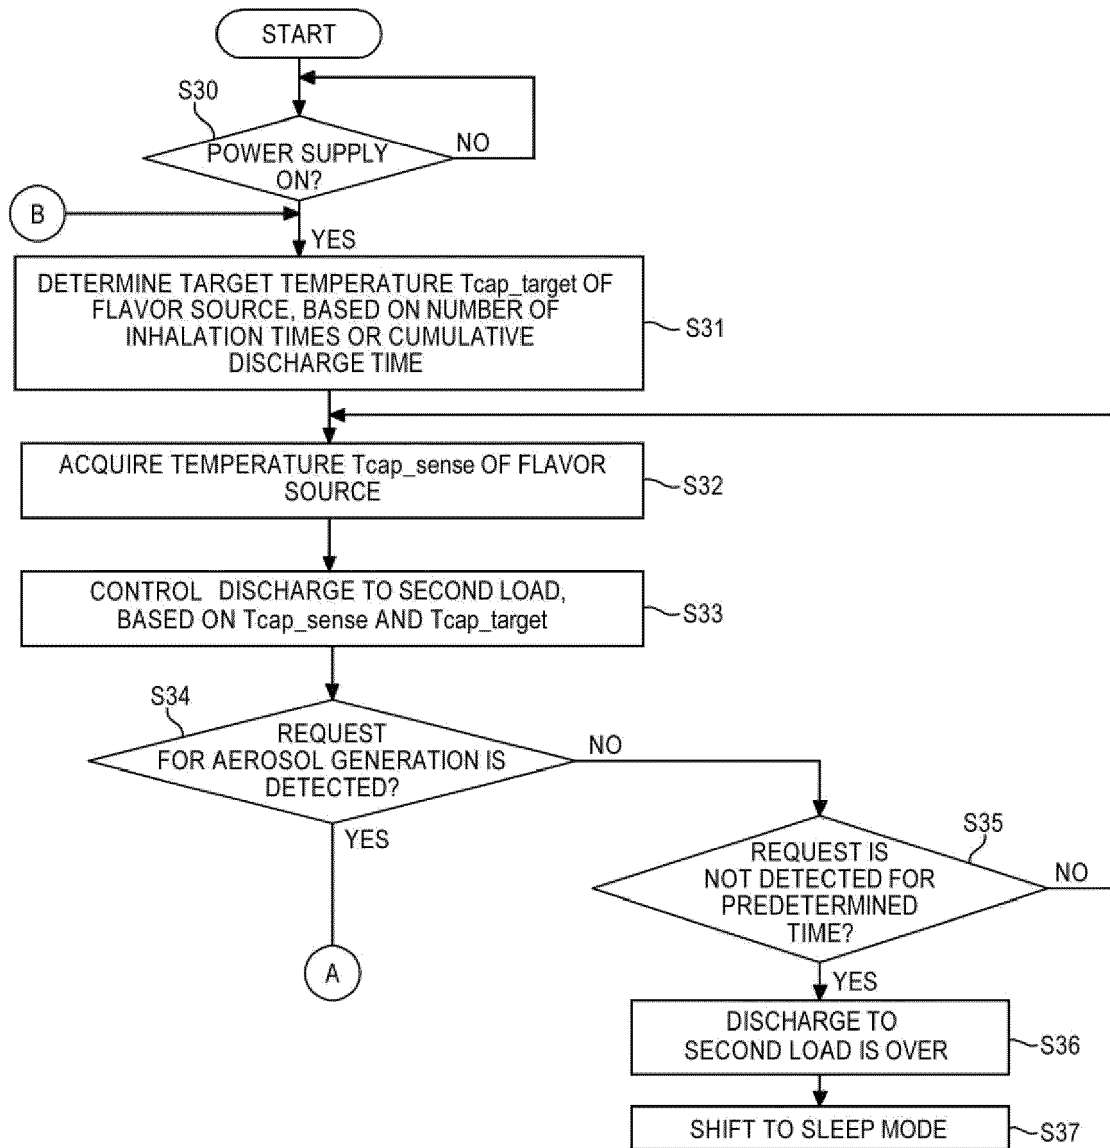 START
S30
POWER SUPPLY
ON?
NO
B
YES
DETERMINE TARGET TEMPERATURE Tcap_target OF
FLAVOR SOURCE, BASED ON NUMBER OF
INHALATION TIMES OR CUMULATIVE
DISCHARGE TIME
S31
ACQUIRE TEMPERATURE Tcap_sense OF FLAVOR
SOURCE
S32
CONTROL DISCHARGE TO SECOND LOAD,
BASED ON Tcap_sense AND Tcap_target
S33
S34
REQUEST
FOR AEROSOL GENERATION IS
DETECTED?
NO
YES
A
S35
REQUEST IS
NOT DETECTED FOR
PREDETERMINED
TIME?
NO
YES
DISCHARGE TO
SECOND LOAD IS OVER
S36
SHIFT TO SLEEP MODE
S37